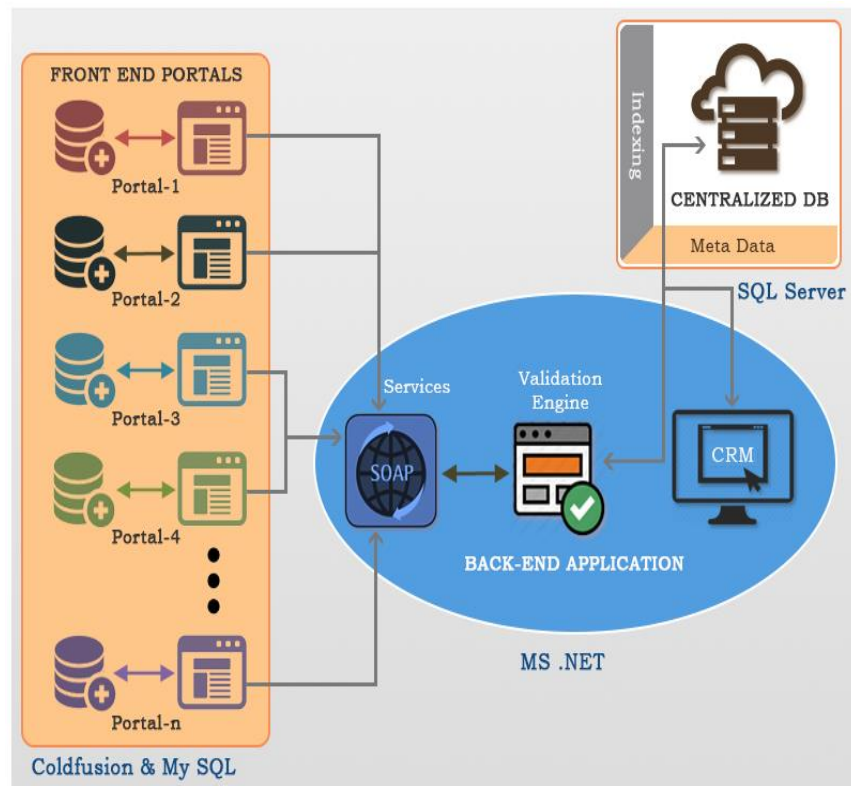 FRONT END PORTALS
Portal-1
Portal-2
Portal-3
Portal-4
Portal-n
Coldfusion & My SQL
Services
SOAP
Validation
Engine
CRM
BACK-END APPLICATION
MS .NET
Indexing
CENTRALIZED DB
Meta Data
SQL Server